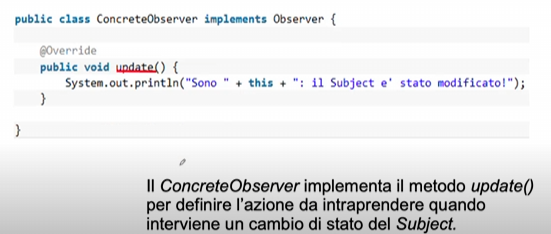 public class ConcreteObserver implements Observer {
@Override
public void update() {
System.out.println("Sono " + this + ": il Subject e' stato modificato!");
}
}
Il ConcreteObserver implementa il metodo update()
per definire l'azione da intraprendere quando
interviene un cambio di stato del Subject.